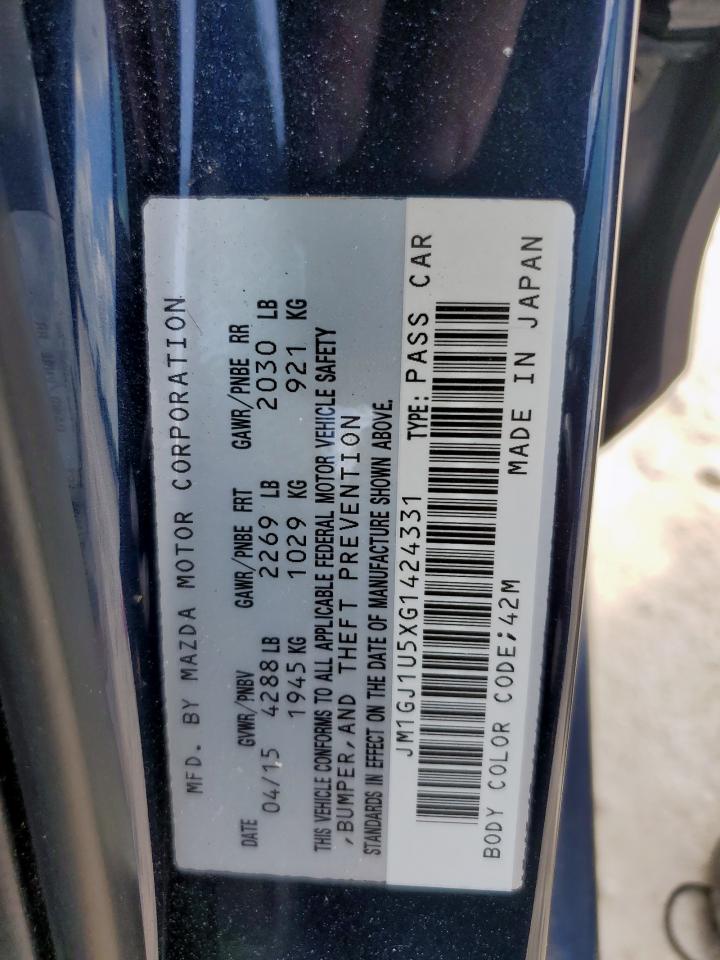 MFD. BY MAZDA MOTOR CORPORATION
DATE GVWR/PNBV GAWR/PNBE FRT GAWR/PNBE RR
04/15 4288 LB 2269 LB 2030 LB
1945 KG 1029 KG 921 KG
THIS VEHICLE CONFORMS TO ALL APPLICABLE FEDERAL MOTOR VEHICLE SAFETY
,BUMPER,AND THEFT PREVENTION
STANDARDS IN EFFECT ON THE DATE OF MANUFACTURE SHOWN ABOVE.
JM1GJ1U5XG1424331 TYPE: PASS CAR
BODY COLOR CODE;42M MADE IN JAPAN